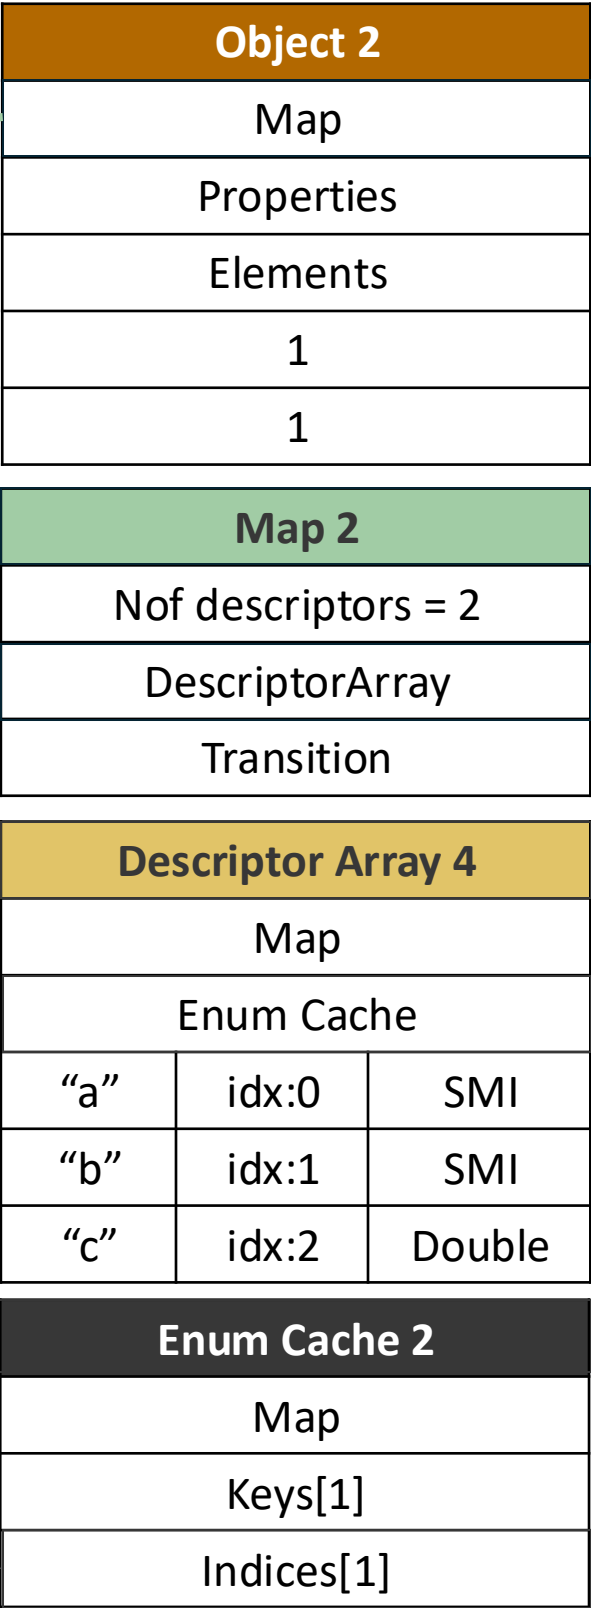 Object 2
Map
Properties
Elements
1
1
Map 2
Nof descriptors = 2
DescriptorArray
Transition
Descriptor Array 4
Map
Enum Cache
“a” idx:0 SMI
“b” idx:1 SMI
“c” idx:2 Double
Enum Cache 2
Map
Keys[1]
Indices[1]